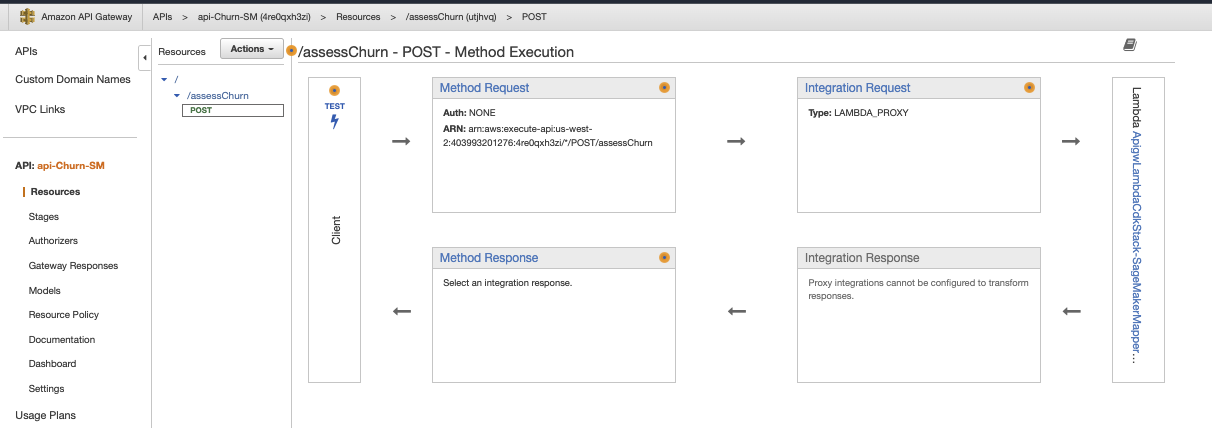 Amazon API Gateway
APIs > api-Churn-SM (4re0qxh3zi) > Resources > /assessChurn (utjhvq) > POST
APIs
Custom Domain Names
VPC Links
API: api-Churn-SM
Resources
Stages
Authorizers
Gateway Responses
Models
Resource Policy
Documentation
Dashboard
Settings
Usage Plans
Resources
Actions
/
/assessChurn
POST
/assessChurn - POST - Method Execution
TEST
Client
Method Request
Auth: NONE
ARN: arn:aws:execute-api:us-west-
2:403993201276:4re0qxh3zi/*/POST/assessChurn
Integration Request
Type: LAMBDA_PROXY
Lambda ApigwLambdaCdkStack-SageMakerMapper…
Method Response
Select an integration response.
Integration Response
Proxy integrations cannot be configured to transform
responses.